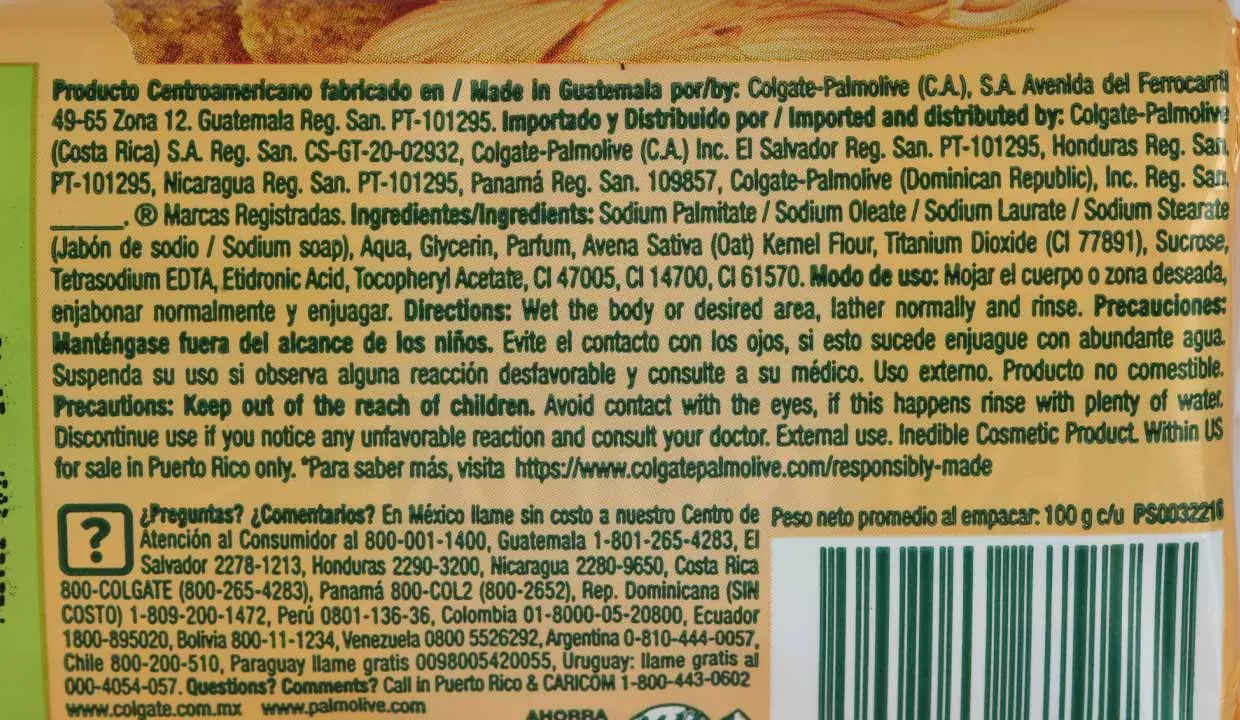 Producto Centroamericano fabricado en / Made in Guatemala por/by: Colgate-Palmolive (C.A.), S.A. Avenida del Ferrocarril
49-65 Zona 12. Guatemala Reg. San. PT-101295. Importado y Distribuido por / Imported and distributed by: Colgate-Palmolive
(Costa Rica) S.A. Reg. San. CS-GT-20-02932, Colgate-Palmolive (C.A.) Inc. El Salvador Reg. San. PT-101295, Honduras Reg. San.
PT-101295, Nicaragua Reg. San. PT-101295, Panamá Reg. San. 109857, Colgate-Palmolive (Dominican Republic), Inc. Reg. San.
______. ® Marcas Registradas. Ingredientes/Ingredients: Sodium Palmitate / Sodium Oleate / Sodium Laurate / Sodium Stearate
(Jabón de sodio / Sodium soap), Aqua, Glycerin, Parfum, Avena Sativa (Oat) Kernel Flour, Titanium Dioxide (CI 77891), Sucrose,
Tetrasodium EDTA, Etidronic Acid, Tocopheryl Acetate, CI 47005, CI 14700, CI 61570. Modo de uso: Mojar el cuerpo o zona deseada,
enjabonar normalmente y enjuagar. Directions: Wet the body or desired area, lather normally and rinse. Precauciones:
Manténgase fuera del alcance de los niños. Evite el contacto con los ojos, si esto sucede enjuague con abundante agua.
Suspenda su uso si observa alguna reacción desfavorable y consulte a su médico. Uso externo. Producto no comestible.
Precautions: Keep out of the reach of children. Avoid contact with the eyes, if this happens rinse with plenty of water.
Discontinue use if you notice any unfavorable reaction and consult your doctor. External use. Inedible Cosmetic Product. Within US
for sale in Puerto Rico only. *Para saber más, visita https://www.colgatepalmolive.com/responsibly-made
?
¿Preguntas? ¿Comentarios? En México llame sin costo a nuestro Centro de
Atención al Consumidor al 800-001-1400, Guatemala 1-801-265-4283, El
Salvador 2278-1213, Honduras 2290-3200, Nicaragua 2280-9650, Costa Rica
800-COLGATE (800-265-4283), Panamá 800-COL2 (800-2652), Rep. Dominicana (SIN
COSTO) 1-809-200-1472, Perú 0801-136-36, Colombia 01-8000-05-20800, Ecuador
1800-895020, Bolivia 800-11-1234, Venezuela 0800 5526292, Argentina 0-810-444-0057,
Chile 800-200-510, Paraguay llame gratis 0098005420055, Uruguay: llame gratis al
000-4054-057. Questions? Comments? Call in Puerto Rico & CARICOM 1-800-443-0602
www.colgate.com.mx www.palmolive.com
Peso neto promedio al empacar: 100 g c/u PS0032216
AHORRA